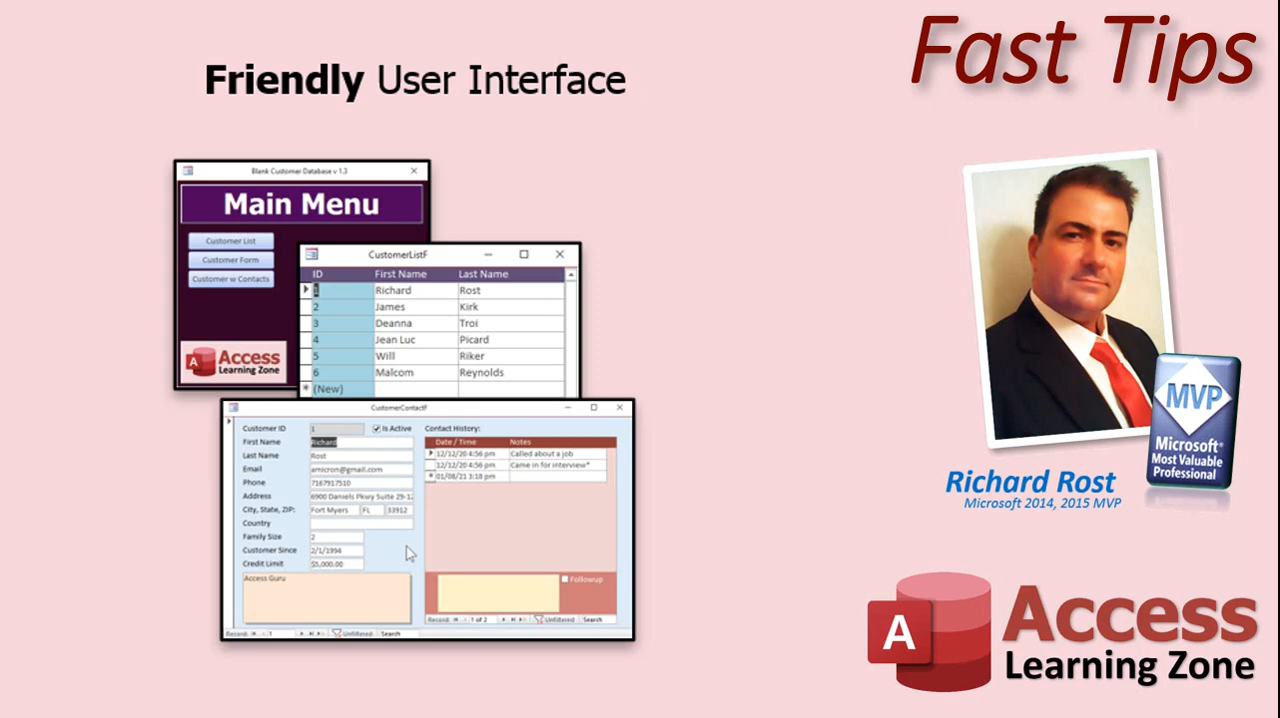 Fast Tips
Friendly User Interface
Blank Customer Database v 1.3
Main Menu
Customer List
Customer Form
Customer w Contacts
Access
Learning Zone
CustomerListF
ID First Name Last Name
1 Richard Rost
2 James Kirk
3 Deanna Troi
4 Jean Luc Picard
5 Will Riker
6 Malcom Reynolds
* (New)
CustomerContactF
Customer ID 1 Is Active
First Name Richard
Last Name Rost
Email amicron@gmail.com
Phone 7167917510
Address 6900 Daniels Pkwy Suite 29-12
City, State, ZIP: Fort Myers FL 33912
Country
Family Size 2
Customer Since 2/1/1994
Credit Limit $5,000.00
Access Guru
Record: 1 Unfiltered Search
Contact History:
Date / Time Notes
12/12/20 4:56 pm Called about a job
12/12/20 4:56 pm Came in for interview*
* 01/08/21 3:18 pm
Followup
Record: 1 of 2 Unfiltered Search
MVP
Microsoft®
Most Valuable
Professional
Richard Rost
Microsoft 2014, 2015 MVP
A Access
Learning Zone